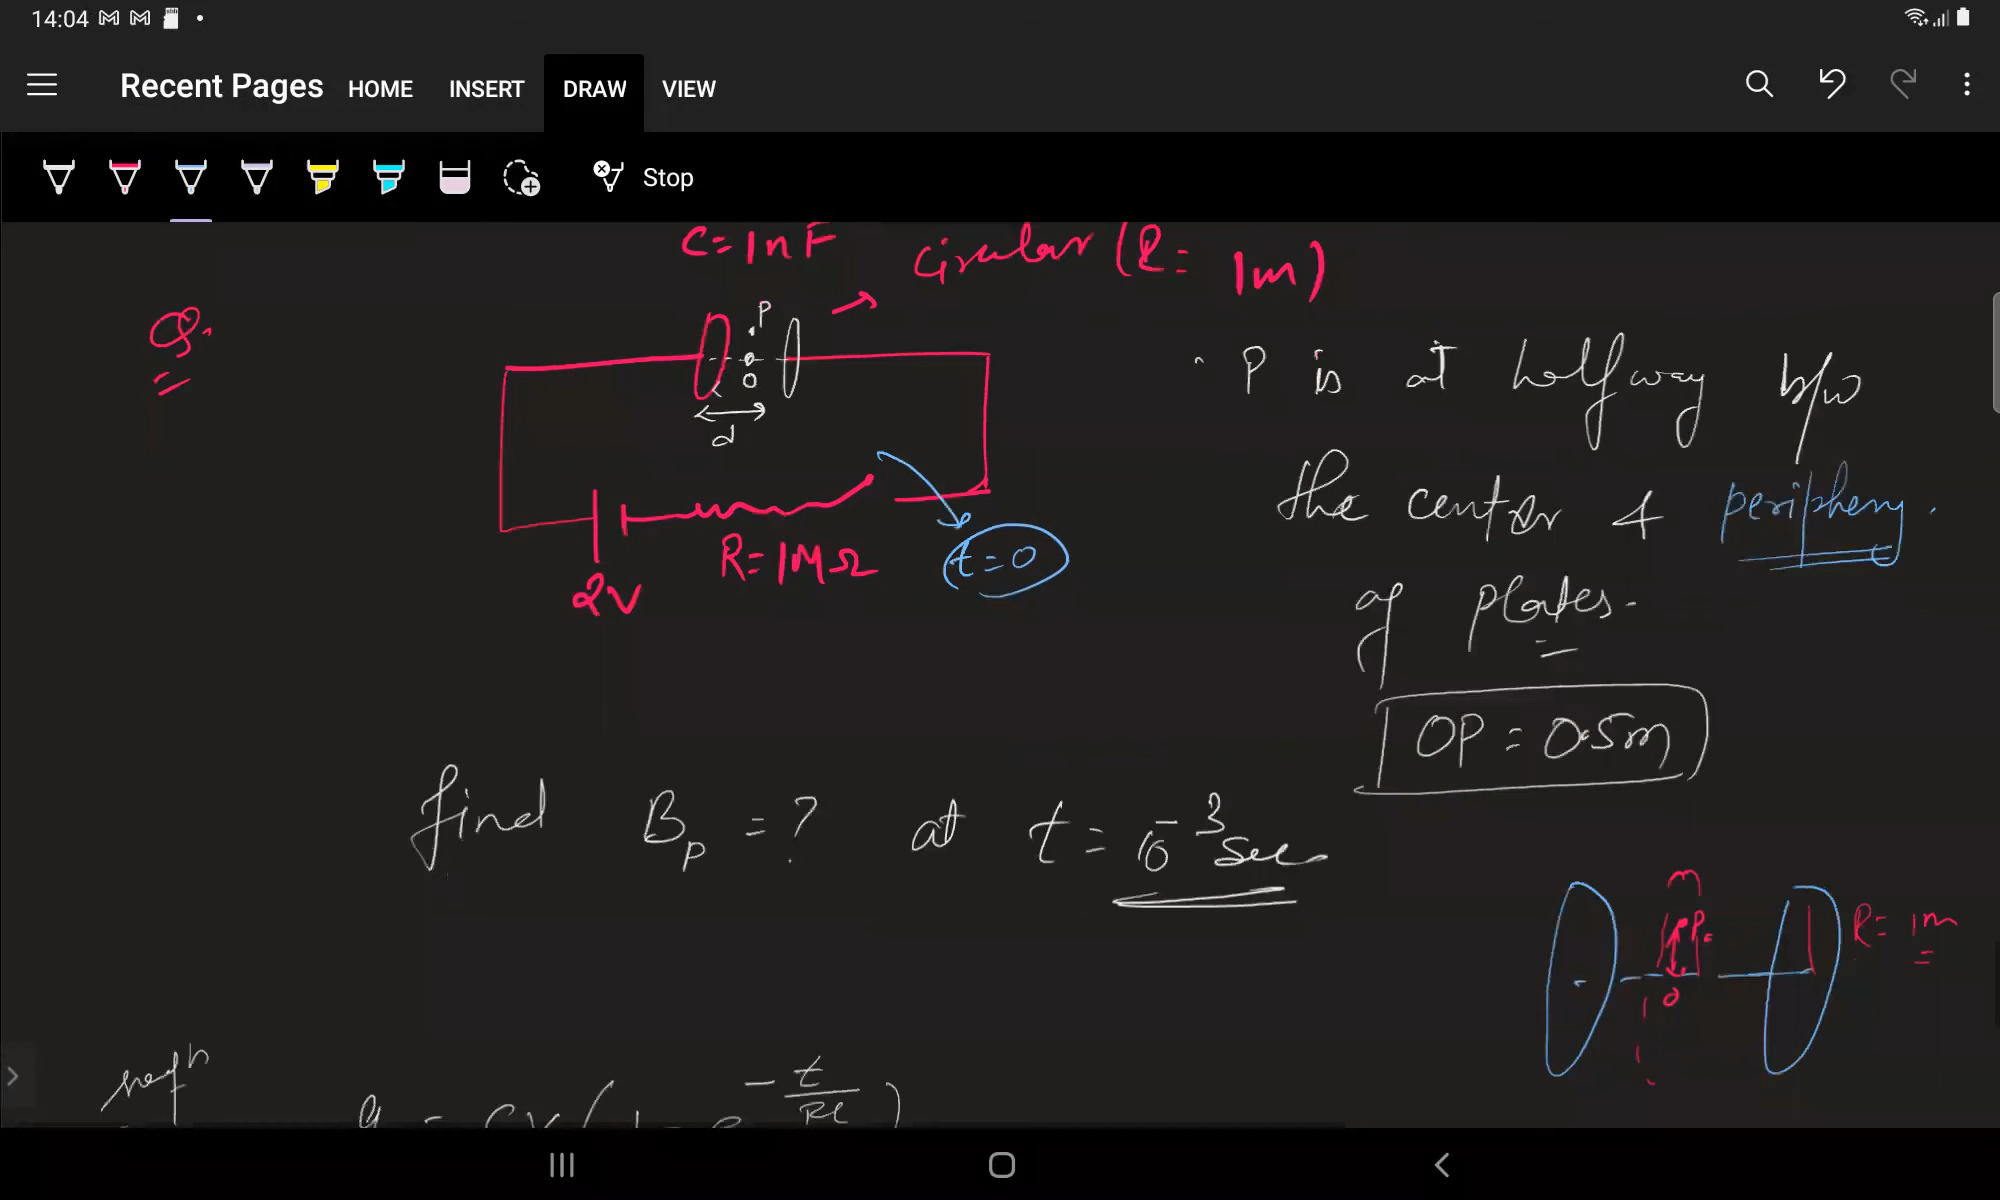 14:04
Recent Pages HOME INSERT DRAW VIEW
Stop
C=1nF Circular (R= 1m)
Q.
P
O
d
R=1MΩ
2V
t=0
P is at halfway b/w
the center & periphery.
of plates.
OP = 0.5m
find Bp = ? at t = 10^-3 sec
P
O
R= 1m
-t/RC